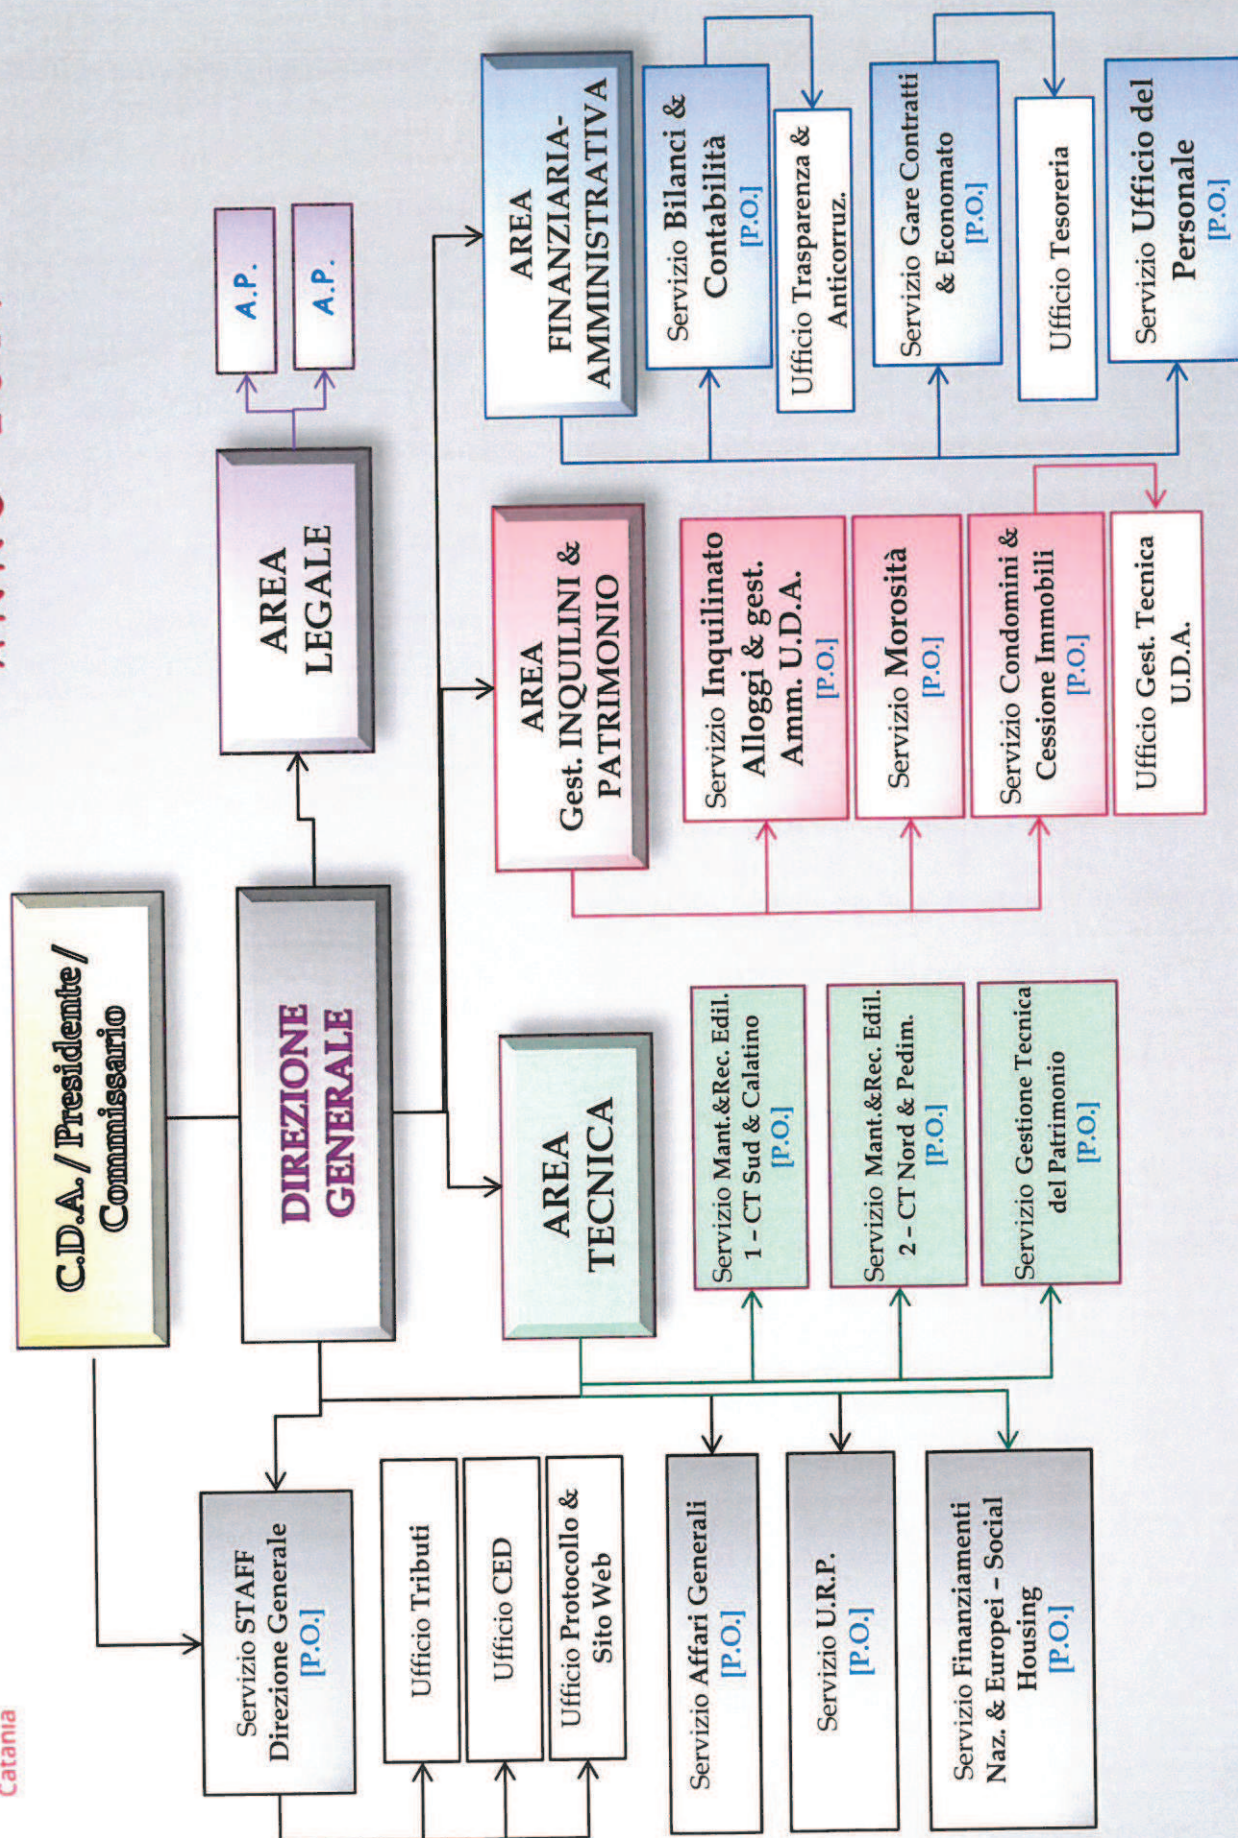 Catania
C.D.A./Presidente/
Commissario
DIREZIONE
GENERALE
AREA
LEGALE
A.P.
A.P.
Servizio STAFF
Direzione Generale
[P.O.]
Ufficio Tributi
Ufficio CED
Ufficio Protocollo &
Sito Web
Servizio Affari Generali
[P.O.]
Servizio U.R.P.
[P.O.]
Servizio Finanziamenti
Naz. & Europei – Social
Housing
[P.O.]
AREA
TECNICA
Servizio Mant.&Rec. Edil.
1 – CT Sud & Calatino
[P.O.]
Servizio Mant.&Rec. Edil.
2 – CT Nord & Pedim.
[P.O.]
Servizio Gestione Tecnica
del Patrimonio
[P.O.]
AREA
Gest. INQUILINI &
PATRIMONIO
Servizio Inquilinato
Alloggi & gest.
Amm. U.D.A.
[P.O.]
Servizio Morosità
[P.O.]
Servizio Condomini &
Cessione Immobili
[P.O.]
Ufficio Gest. Tecnica
U.D.A.
AREA
FINANZIARIA-
AMMINISTRATIVA
Servizio Bilanci &
Contabilità
[P.O.]
Ufficio Trasparenza &
Anticorruz.
Servizio Gare Contratti
& Economato
[P.O.]
Ufficio Tesoreria
Servizio Ufficio del
Personale
[P.O.]